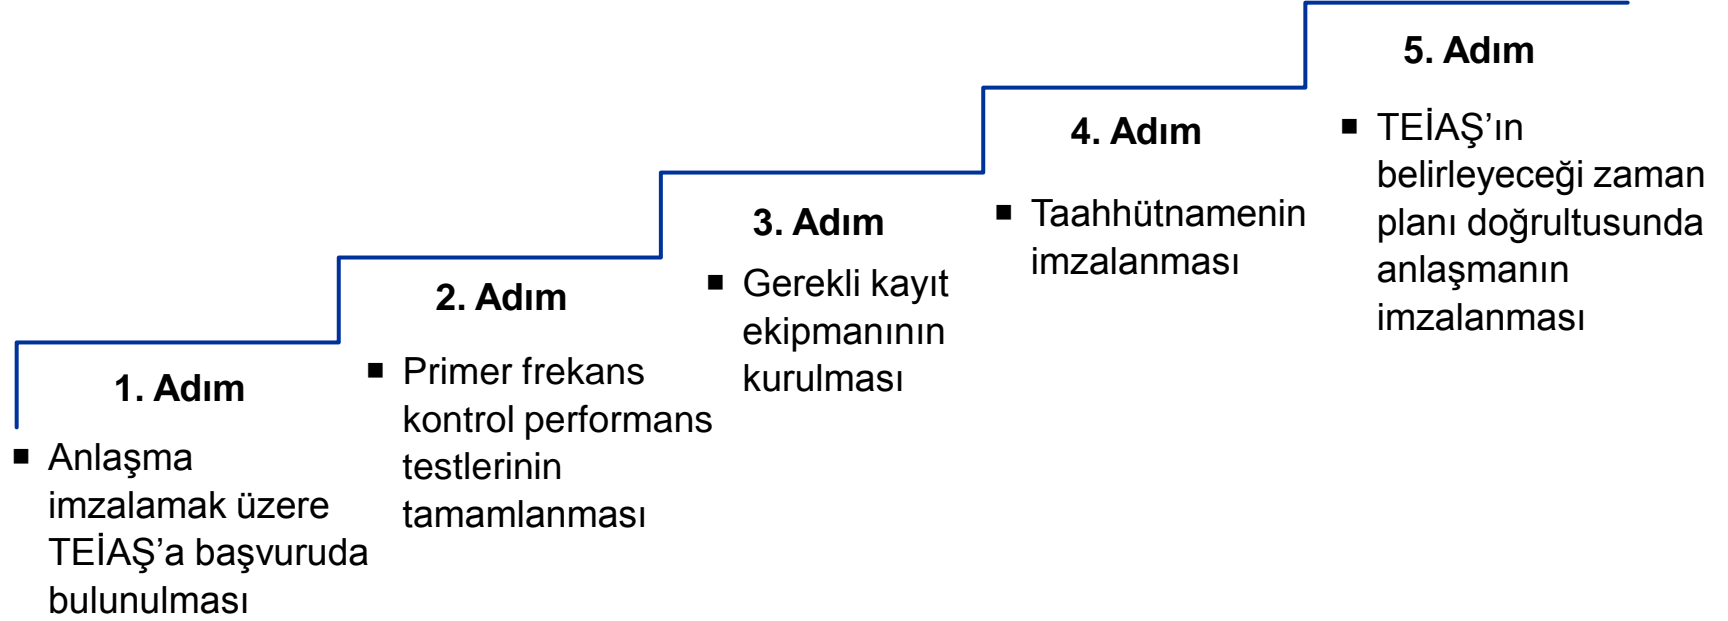 1. Adım
■ Anlaşma
imzalamak üzere
TEİAŞ’a başvuruda
bulunulması
2. Adım
■ Primer frekans
kontrol performans
testlerinin
tamamlanması
3. Adım
■ Gerekli kayıt
ekipmanının
kurulması
4. Adım
■ Taahhütnamenin
imzalanması
5. Adım
■ TEİAŞ’ın
belirleyeceği zaman
planı doğrultusunda
anlaşmanın
imzalanması